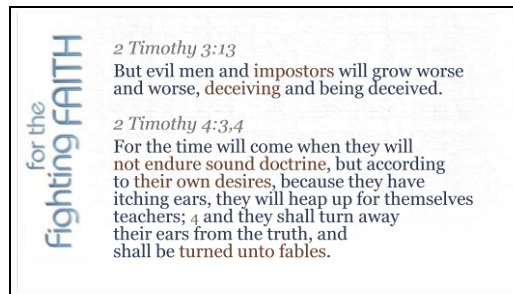 for the
Fighting FAITH
2 Timothy 3:13
But evil men and impostors will grow worse
and worse, deceiving and being deceived.
2 Timothy 4:3,4
For the time will come when they will
not endure sound doctrine, but according
to their own desires, because they have
itching ears, they will heap up for themselves
teachers; 4 and they shall turn away
their ears from the truth, and
shall be turned unto fables.